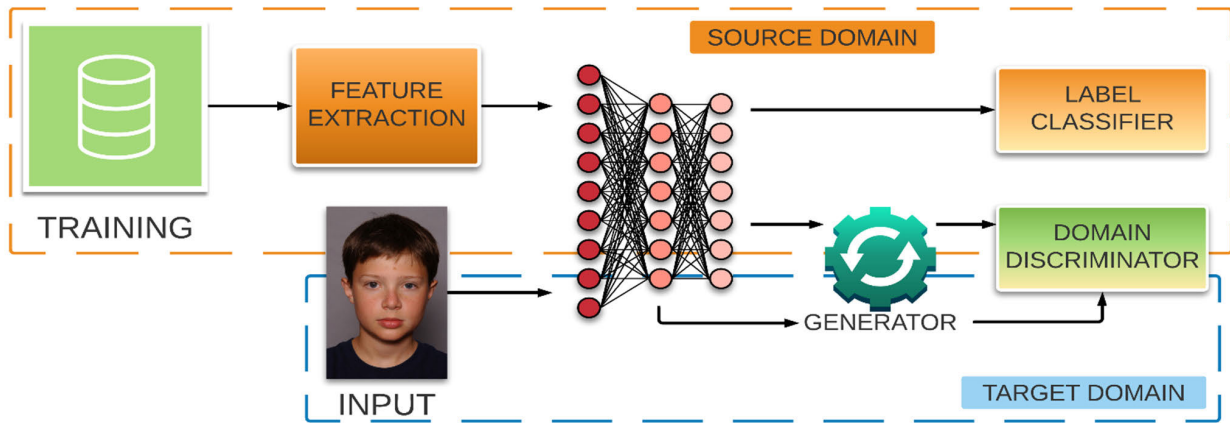 SOURCE DOMAIN
FEATURE
EXTRACTION
LABEL
CLASSIFIER
TRAINING
DOMAIN
DISCRIMINATOR
GENERATOR
INPUT
TARGET DOMAIN